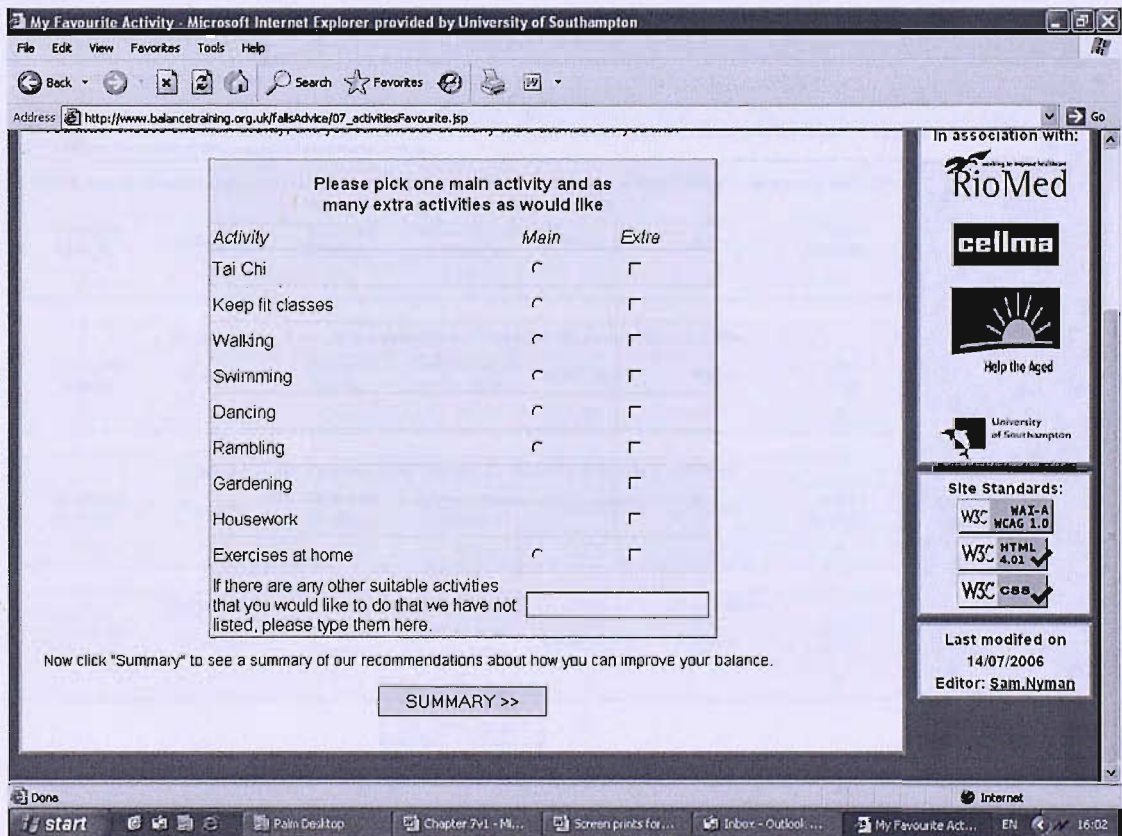 My Favourite Activity - Microsoft Internet Explorer provided by University of Southampton
File Edit View Favorites Tools Help
Back Search Favorites
Address http://www.balancetraining.org.uk/fallsAdvice/07_activitiesFavourite.jsp Go
Please pick one main activity and as
many extra activities as would like
Activity Main Extra
Tai Chi
Keep fit classes
Walking
Swimming
Dancing
Rambling
Gardening
Housework
Exercises at home
If there are any other suitable activities
that you would like to do that we have not
listed, please type them here.
Now click "Summary" to see a summary of our recommendations about how you can improve your balance.
SUMMARY >>
In association with:
RioMed
cellma
Help the Aged
University
of Southampton
Site Standards:
W3C WAI-A
WCAG 1.0
W3C HTML
4.01
W3C CSS
Last modifed on
14/07/2006
Editor: Sam.Nyman
Done Internet
start Palm Desktop Chapter 7v1 - Mi... Screen prints for... Inbox - Outlook ... My Favourite Act... EN 16:02